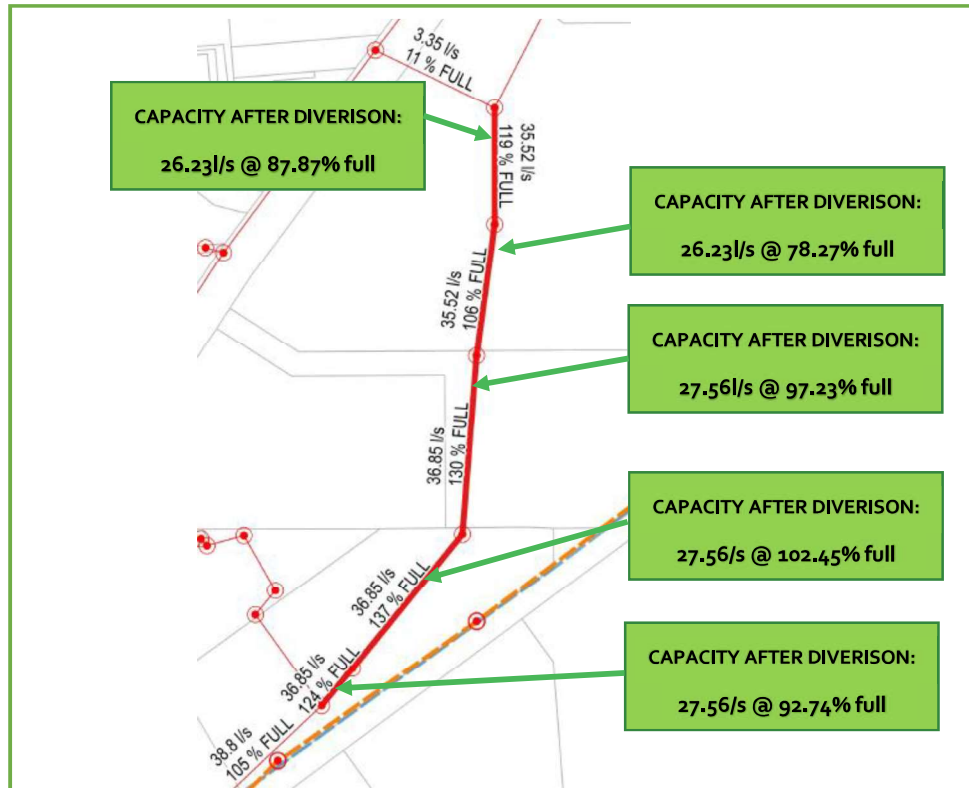 3.35 l/s
11 % FULL
CAPACITY AFTER DIVERISON:
26.23l/s @ 87.87% full
35.52 l/s
119 % FULL
CAPACITY AFTER DIVERISON:
26.23l/s @ 78.27% full
35.52 l/s
106 % FULL
CAPACITY AFTER DIVERISON:
27.56l/s @ 97.23% full
36.85 l/s
130 % FULL
CAPACITY AFTER DIVERISON:
27.56/s @ 102.45% full
36.85 l/s
137 % FULL
CAPACITY AFTER DIVERISON:
27.56/s @ 92.74% full
36.85 l/s
124 % FULL
38.8 l/s
105 % FULL